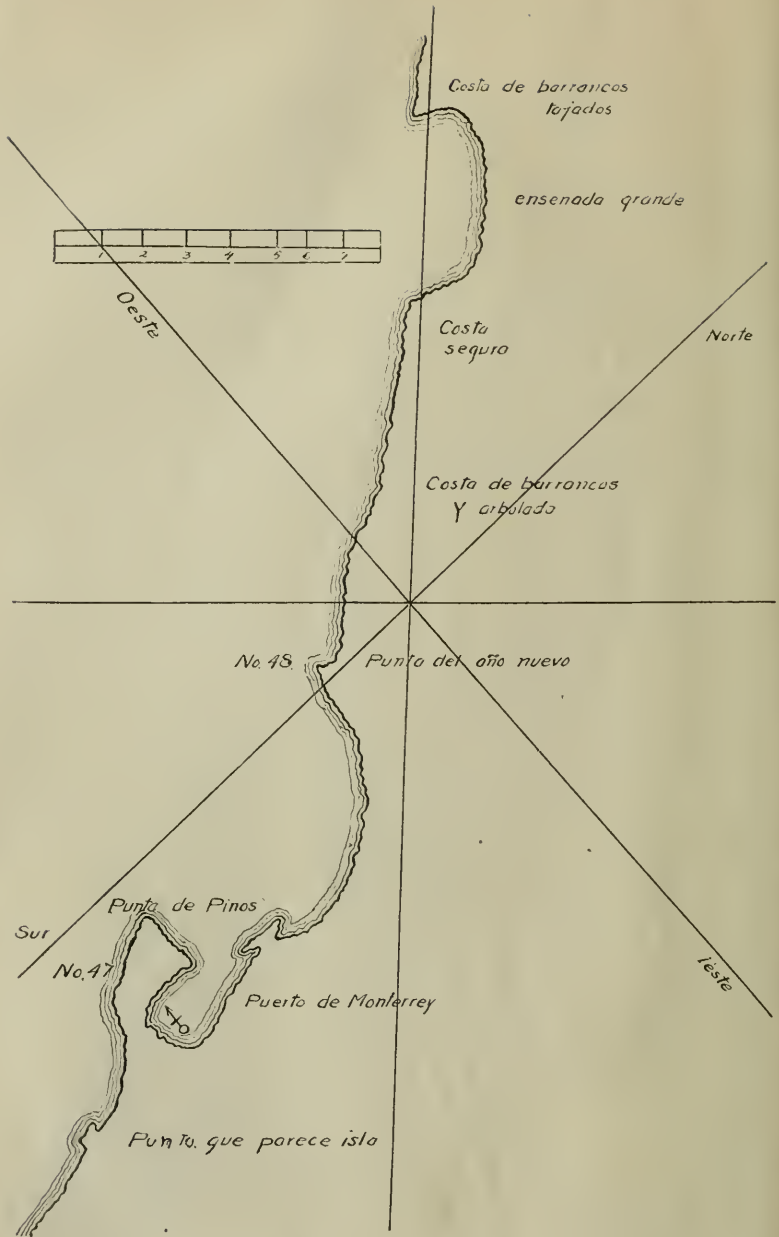 Costa de barrancos
tajados
ensenada grande
1 2 3 4 5 6 7
Oeste
Costa
segura
Norte
Costa de barrancos
Y arbolada
No. 48.
Punta del año nuevo
Punta de Pinos
Sur
No. 47
Puerto de Monterrey
leste
Punta. que parece isla